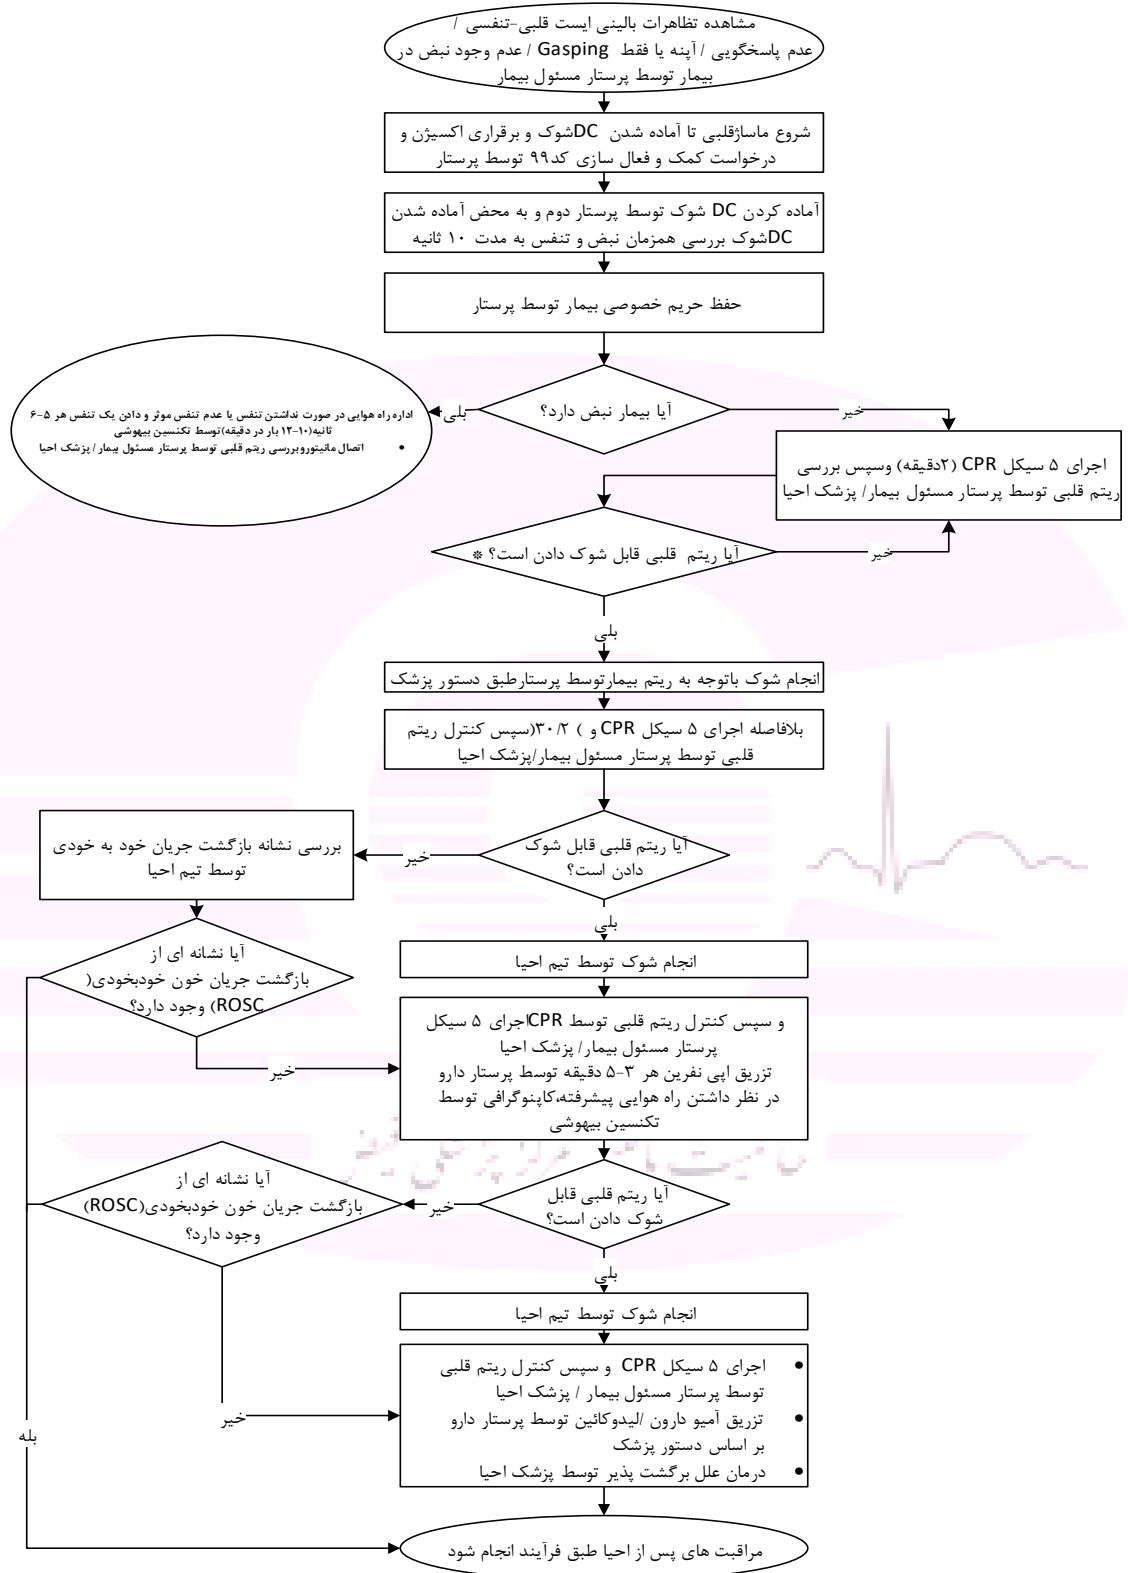 مشاهده تظاهرات بالینی ایست قلبی-تنفسی /
عدم پاسخگویی / آپنه یا فقط Gasping / عدم وجود نبض در
بیمار توسط پرستار مسئول بیمار
شروع ماساژقلبی تا آماده شدن DCشوک و برقراری اکسیژن و
درخواست کمک و فعال سازی کد۹۹ توسط پرستار
آماده کردن DC شوک توسط پرستار دوم و به محض آماده شدن
DCشوک بررسی همزمان نبض و تنفس به مدت ۱۰ ثانیه
حفظ حریم خصوصی بیمار توسط پرستار
آیا بیمار نبض دارد؟
بلی
خیر
اداره راه هوایی در صورت نداشتن تنفس یا عدم تنفس موثر و دادن یک تنفس هر ۵-۶
ثانیه(۱۰-۱۲ بار در دقیقه)توسط تکنسین بیهوشی
• اتصال مانیتوروبررسی ریتم قلبی توسط پرستار مسئول بیمار / پزشک احیا
اجرای ۵ سیکل CPR (۲دقیقه) وسپس بررسی
ریتم قلبی توسط پرستار مسئول بیمار/ پزشک احیا
آیا ریتم قلبی قابل شوک دادن است؟ *
خیر
بلی
انجام شوک باتوجه به ریتم بیمارتوسط پرستارطبق دستور پزشک
بلافاصله اجرای ۵ سیکل CPR و ) ۳۰/۲(سپس کنترل ریتم
قلبی توسط پرستار مسئول بیمار/پزشک احیا
آیا ریتم قلبی قابل شوک
دادن است؟
خیر
بررسی نشانه بازگشت جریان خود به خودی
توسط تیم احیا
بلی
آیا نشانه ای از
بازگشت جریان خون خودبخودی(
ROSC) وجود دارد؟
انجام شوک توسط تیم احیا
خیر
و سپس کنترل ریتم قلبی توسط CPRاجرای ۵ سیکل
پرستار مسئول بیمار/ پزشک احیا
تزریق اپی نفرین هر ۳-۵ دقیقه توسط پرستار دارو
در نظر داشتن راه هوایی پیشرفته،کاپنوگرافی توسط
تکنسین بیهوشی
آیا ریتم قلبی قابل
شوک دادن است؟
خیر
آیا نشانه ای از
بازگشت جریان خون خودبخودی(ROSC)
وجود دارد؟
بلی
انجام شوک توسط تیم احیا
خیر
• اجرای ۵ سیکل CPR و سپس کنترل ریتم قلبی
توسط پرستار مسئول بیمار / پزشک احیا
• تزریق آمیو دارون /لیدوکائین توسط پرستار دارو
بر اساس دستور پزشک
• درمان علل برگشت پذیر توسط پزشک احیا
بله
مراقبت های پس از احیا طبق فرآیند انجام شود